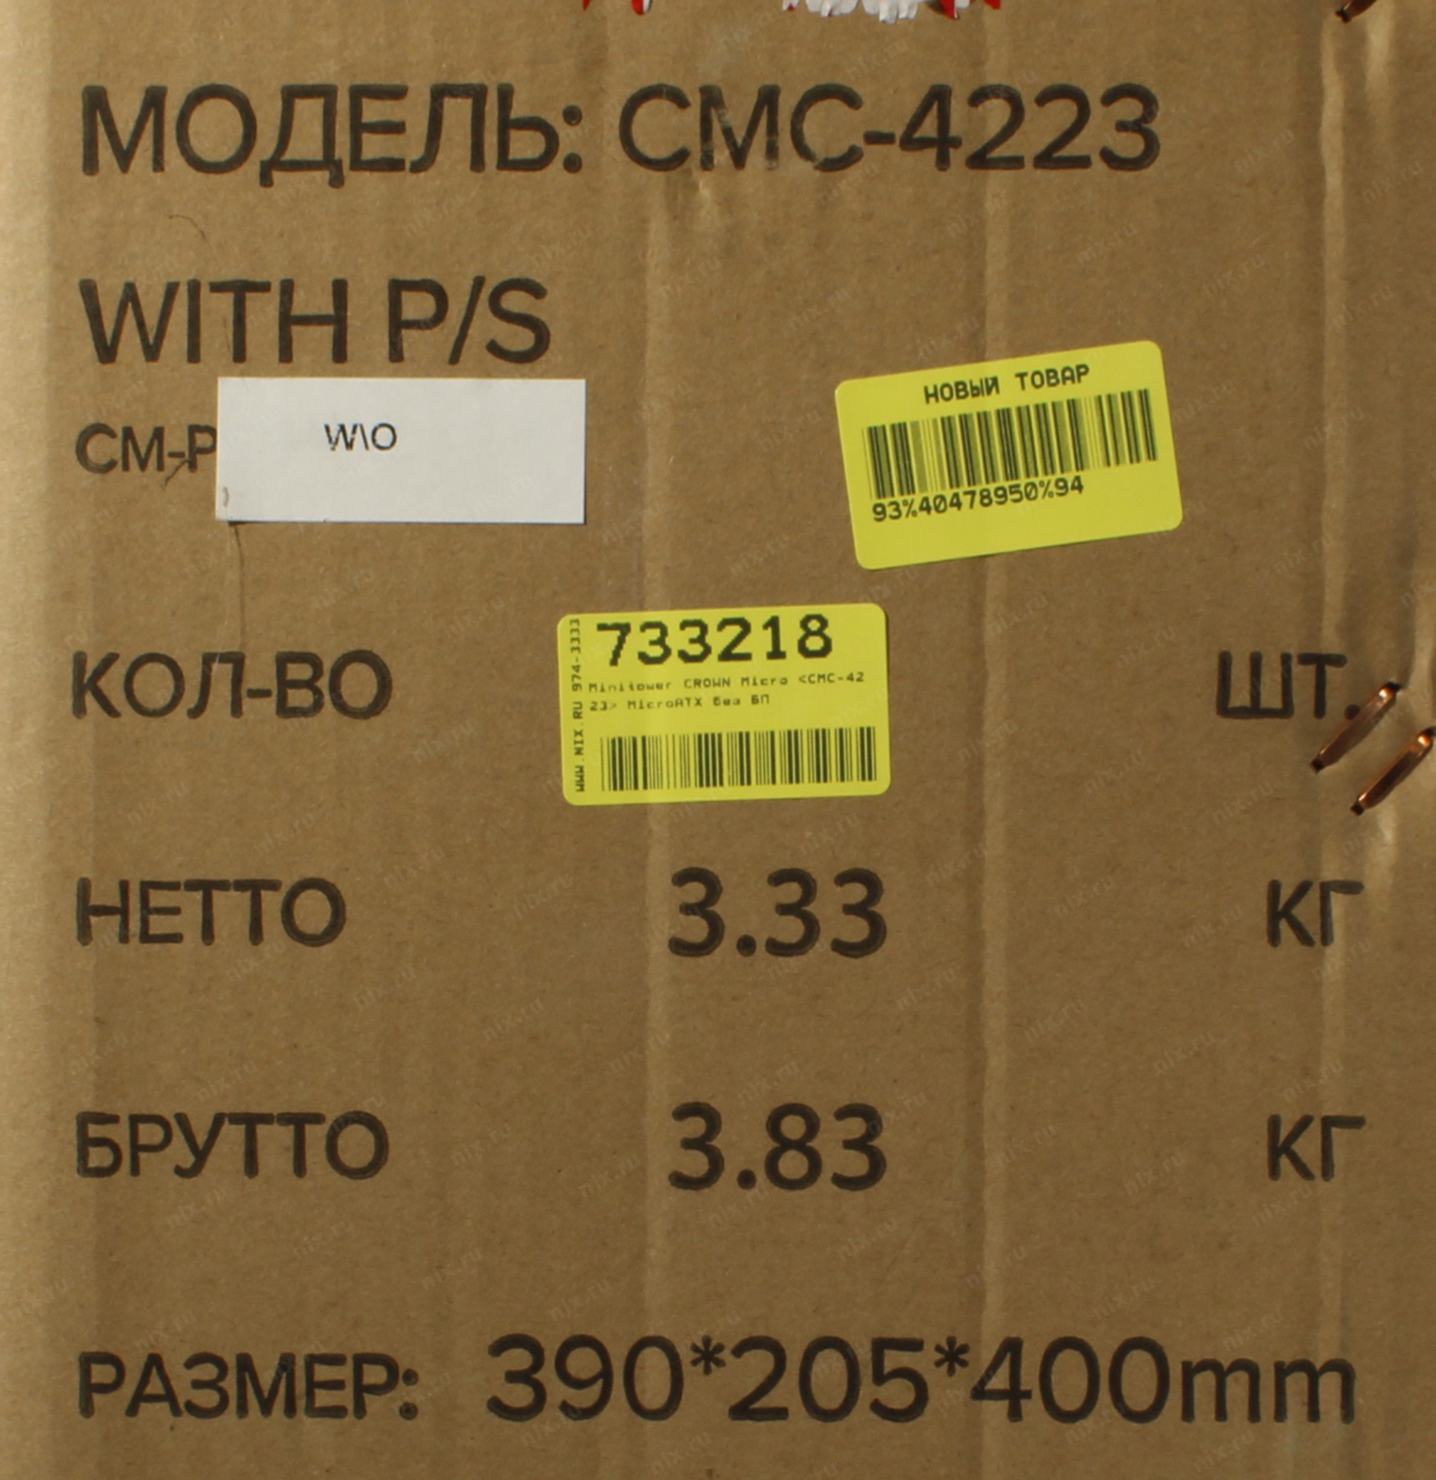 МОДЕЛЬ: CMC-4223
WITH P/S
CM-P
W\O
НОВЫЙ ТОВАР
93%40478950%94
WWW.NIX.RU 974-3333
733218
Minitower CROWN Micro <CMC-42
23> MicroATX без БП
КОЛ-ВО ШТ.
НЕТТО 3.33 КГ
БРУТТО 3.83 КГ
РАЗМЕР: 390*205*400mm
nix.ru